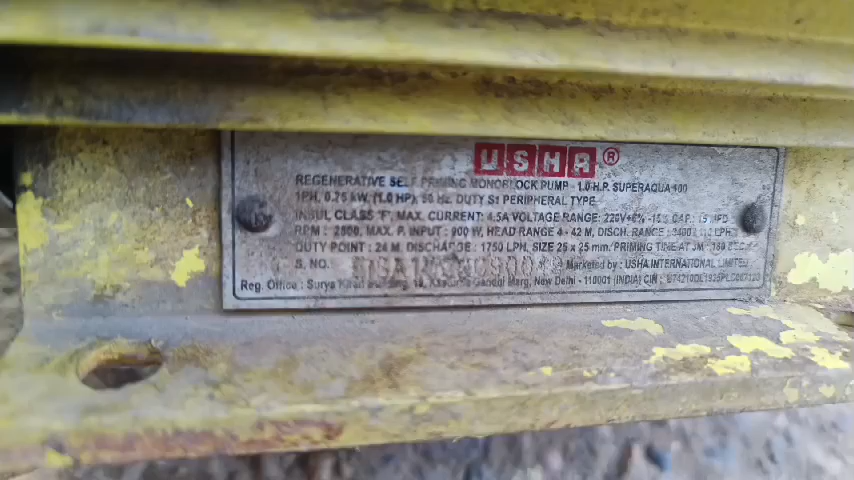 USHA®
REGENERATIVE SELF PRIMING MONOBLOCK PUMP - 1.0 H.P. SUPERAQUA 100
1PH, 0.75 kW, (1.0 HP), 50 Hz. DUTY S1 PERIPHERAL TYPE
INSUL CLASS 'F', MAX. CURRENT: 4.5A VOLTAGE RANGE: 220V+6% -15% CAP.: 15 MFD
RPM : 2800, MAX. P. INPUT : 900 W, HEAD RANGE 4 - 42 M, DISCH. RANGE : LPH
DUTY POINT : 24 M, DISCHARGE : 1750 LPH, SIZE 25 x 25 mm. PRIMING TIME AT 3M : SEC
S. NO. Marketed by : USHA INTERNATIONAL LIMITED
Reg. Office : Surya Kiran Building, 19, Kasturba Gandhi Marg, New Delhi - 110001 (INDIA) CIN :